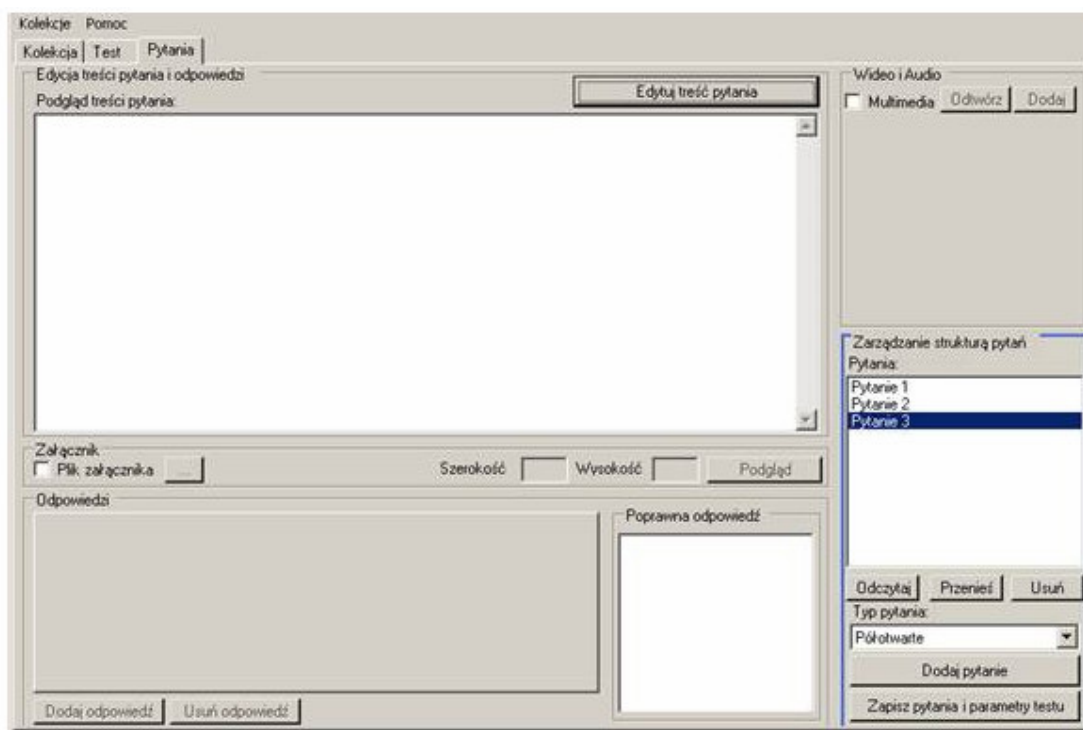 Kolekcje Pomoc
Kolekcja Test Pytania
Edycja treści pytania i odpowiedzi
Edytuj treść pytania
Podgląd treści pytania:
Wideo i Audio
Multimedia Odtwórz Dodaj
Zarządzanie strukturą pytań
Pytania:
Pytanie 1
Pytanie 2
Pytanie 3
Załącznik
Plik załącznika ... Szerokość Wysokość Podgląd
Odpowiedzi
Poprawna odpowiedź
Odczytaj Przenieś Usuń
Typ pytania:
Półotwarte
Dodaj pytanie
Zapisz pytania i parametry testu
Dodaj odpowiedź Usuń odpowiedź